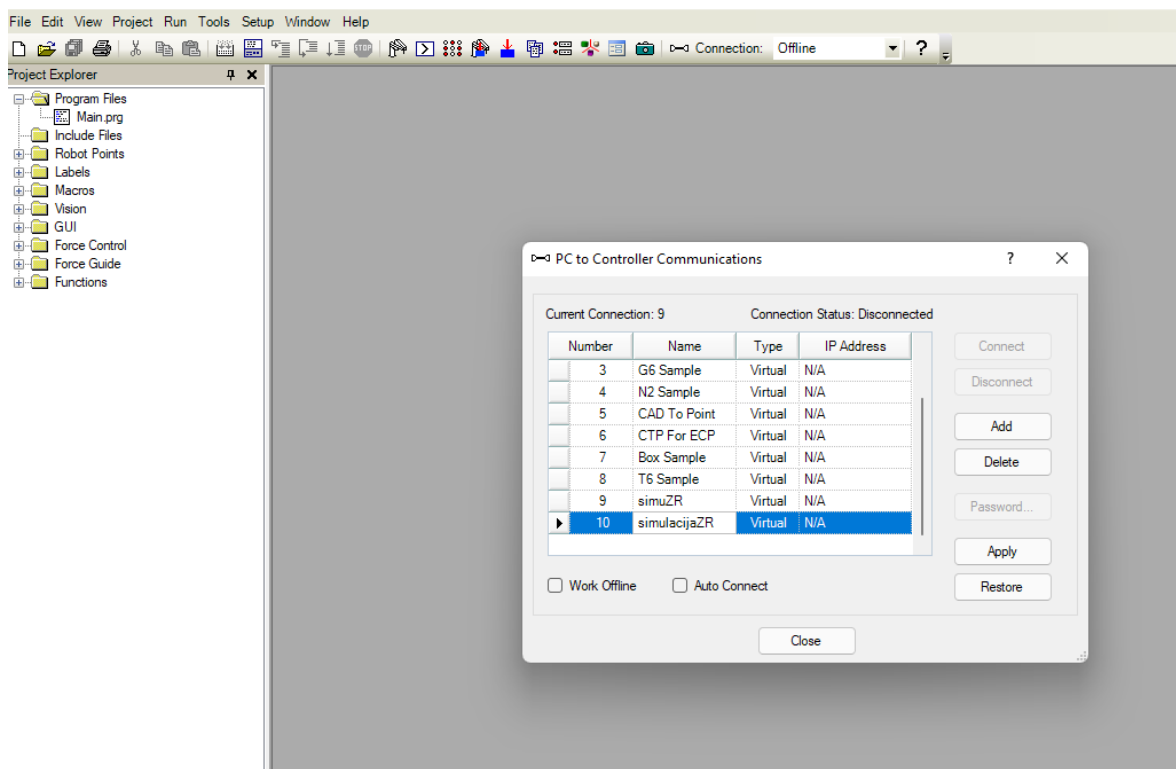 File Edit View Project Run Tools Setup Window Help
STOP Connection: Offline ?
Project Explorer
Program Files
Main.prg
Include Files
Robot Points
Labels
Macros
Vision
GUI
Force Control
Force Guide
Functions
PC to Controller Communications ?
Current Connection: 9 Connection Status: Disconnected
Number Name Type IP Address
3 G6 Sample Virtual N/A
4 N2 Sample Virtual N/A
5 CAD To Point Virtual N/A
6 CTP For ECP Virtual N/A
7 Box Sample Virtual N/A
8 T6 Sample Virtual N/A
9 simuZR Virtual N/A
10 simulacijaZR Virtual N/A
Connect
Disconnect
Add
Delete
Password...
Apply
Restore
Work Offline Auto Connect
Close